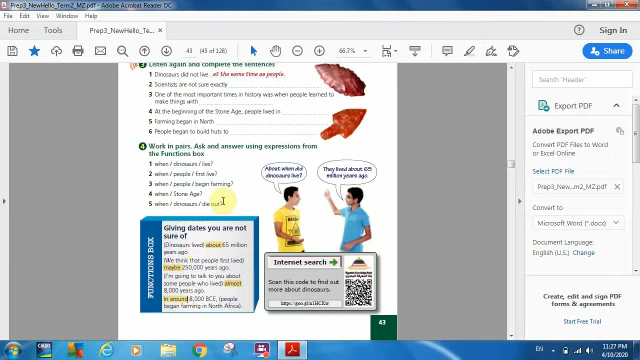 Prep3_NewHello_Term2_MZ.pdf - Adobe Acrobat Reader DC
File Edit View Window Help
Home Tools Prep3_NewHello_Ter... × Sign In
43 (45 of 128) 66.7%
3 Listen again and complete the sentences
1 Dinosaurs did not live at the same time as people.
2 Scientists are not sure exactly
3 One of the most important times in history was when people learned to
make things with
4 At the beginning of the Stone Age, people lived in
5 Farming began in North
6 People began to build huts to
4 Work in pairs. Ask and answer using expressions from
the Functions box
1 when / dinosaurs / live?
2 when / people / first live?
3 when / people / begin farming?
4 when / Stone Age?
5 when / dinosaurs / die out?
About when did
dinosaurs live?
They lived about 65
million years ago.
FUNCTIONS BOX
Giving dates you are not
sure of
(Dinosaurs lived) about 65 million
years ago.
(We think that people first lived)
maybe 250,000 years ago.
(I'm going to talk to you about
some people who lived) almost
8,000 years ago.
In around 8,000 BCE, (people
began farming in North Africa).
Internet search
Scan this code to find out
more about dinosaurs.
43
Search 'Header'
Export PDF
Adobe Export PDF
Convert PDF Files to Word
or Excel Online
Select PDF File
Prep3_New...m2_MZ.pdf ×
Convert to
Microsoft Word (*.docx)
Document Language:
English (U.S.) Change
Create, edit and sign PDF
forms & agreements
Start Free Trial
EN
11:27 PM
4/10/2020